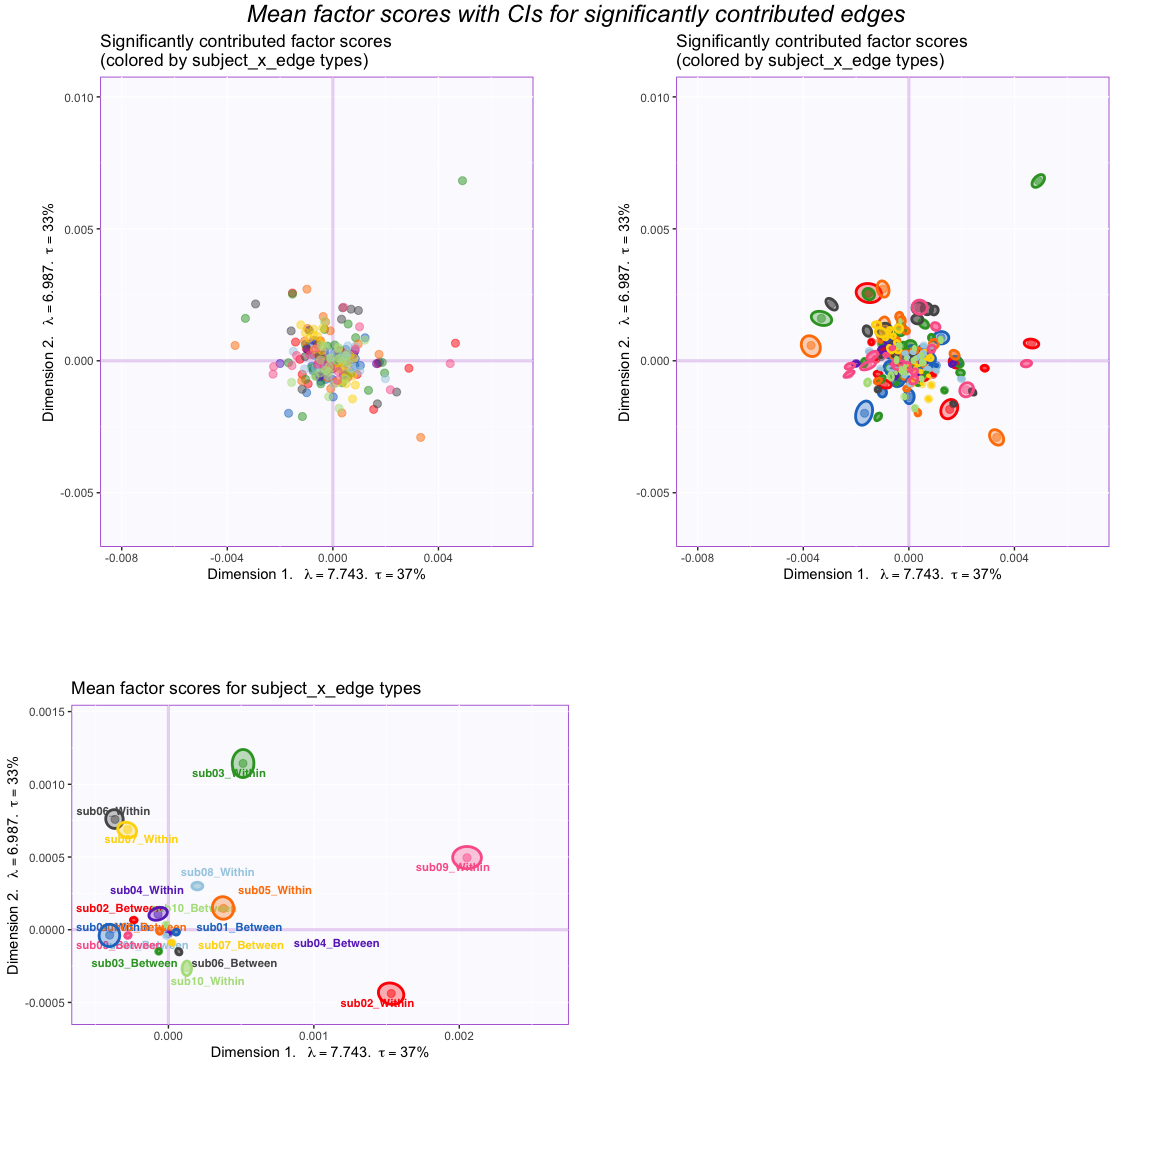 Mean factor scores with CIs for significantly contributed edges
Significantly contributed factor scores
(colored by subject_x_edge types)
0.010
0.005
0.000
-0.005
-0.008
-0.004
0.000
0.004
Dimension 1. λ = 7.743. τ = 37%
Dimension 2. λ = 6.987. τ = 33%
Significantly contributed factor scores
(colored by subject_x_edge types)
0.010
0.005
0.000
-0.005
-0.008
-0.004
0.000
0.004
Dimension 1. λ = 7.743. τ = 37%
Dimension 2. λ = 6.987. τ = 33%
Mean factor scores for subject_x_edge types
0.0015
0.0010
0.0005
0.0000
-0.0005
sub03_Within
sub06_Within
sub07_Within
sub09_Within
sub08_Within
sub04_Within
sub05_Within
sub02_Between
sub01_Between
sub07_Between
sub04_Between
sub03_Between
sub06_Between
sub10_Within
sub02_Within
0.000
0.001
0.002
Dimension 1. λ = 7.743. τ = 37%
Dimension 2. λ = 6.987. τ = 33%